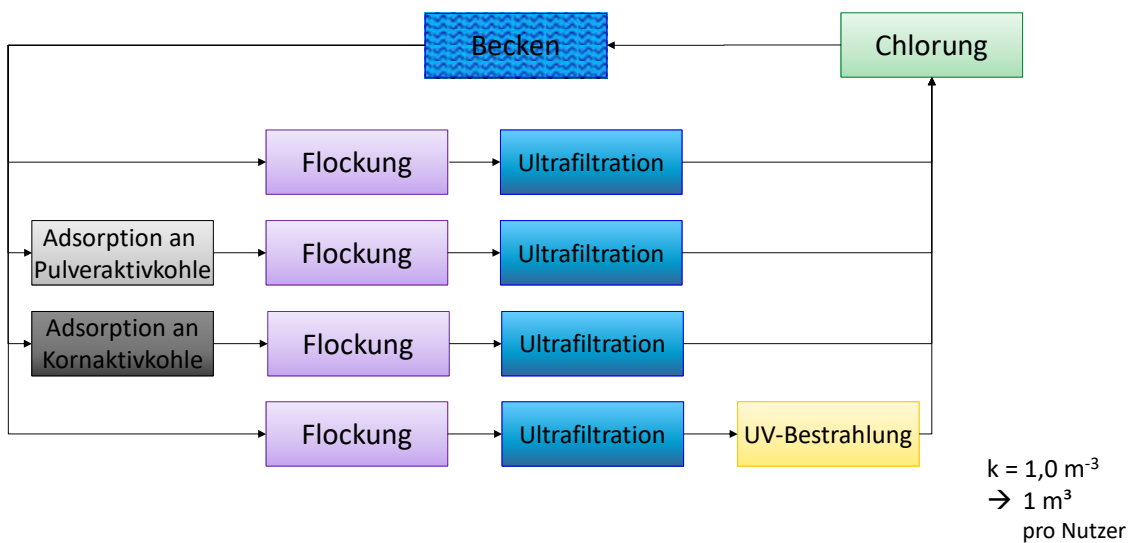 Becken
Chlorung
Flockung
Ultrafiltration
Adsorption an
Pulveraktivkohle
Flockung
Ultrafiltration
Adsorption an
Kornaktivkohle
Flockung
Ultrafiltration
Flockung
Ultrafiltration
UV-Bestrahlung
k = 1,0 m⁻³
→ 1 m³
pro Nutzer